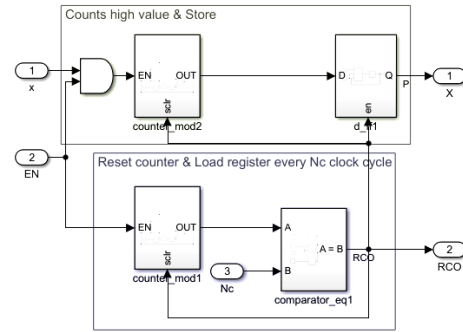 Counts high value & Store
1
x
EN
OUT
sclr
counter_mod2
D
Q
en
P
1
X
2
EN
Reset counter & Load register every Nc clock cycle
EN
OUT
sclr
counter_mod1
3
Nc
A
B
A = B
comparator_eq1
RCO
2
RCO